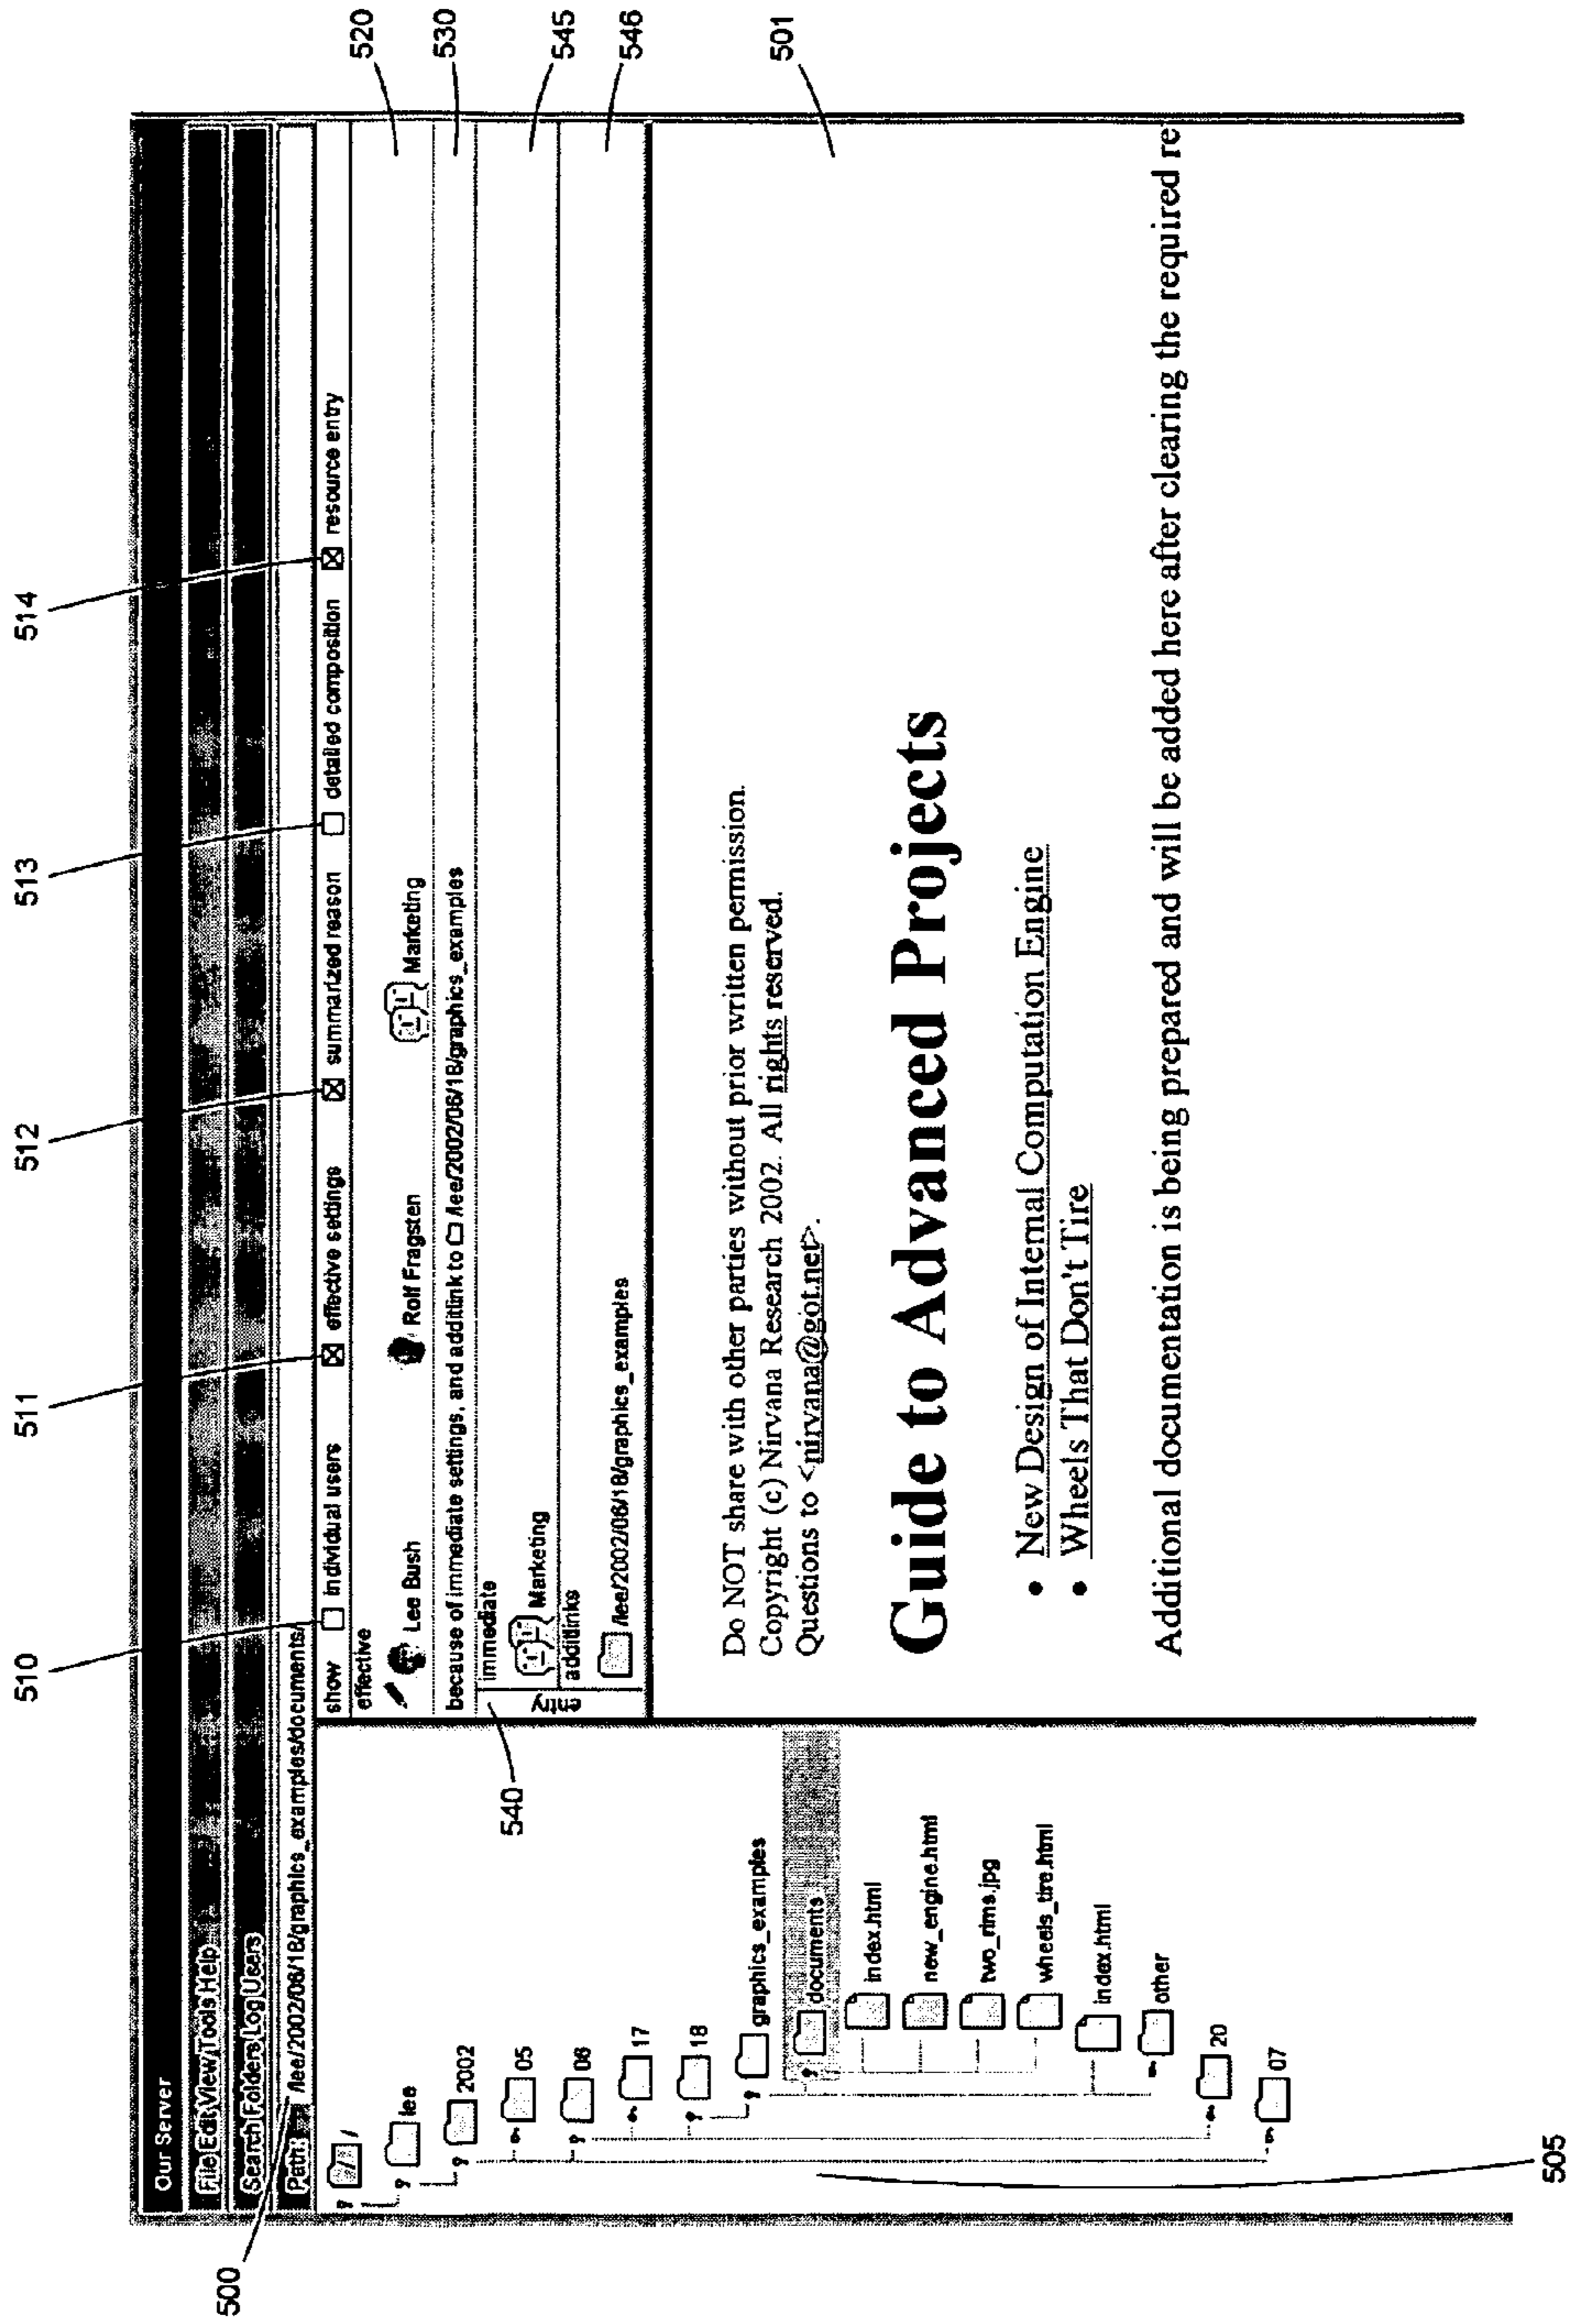 510
511
512
513
514
500
Our Server
File Edit View Tools Help
Search Folders Log Users
Path: /lee/2002/06/18/graphics_examples/documents/
show individual users effective settings summarized reason detailed composition resource entry
effective
Lee Bush Rolf Fragsten Marketing
520
because of immediate settings, and additlink to /lee/2002/06/18/graphics_examples
530
540
entry
immediate
Marketing
545
additlinks
/lee/2002/06/18/graphics_examples
546
/
lee
2002
05
06
17
18
graphics_examples
documents
index.html
new_engine.html
two_rims.jpg
wheels_tire.html
index.html
other
20
07
505
501
Do NOT share with other parties without prior written permission.
Copyright (c) Nirvana Research 2002. All rights reserved.
Questions to <nirvana@got.net>.
Guide to Advanced Projects
• New Design of Internal Computation Engine
• Wheels That Don't Tire
Additional documentation is being prepared and will be added here after clearing the required re